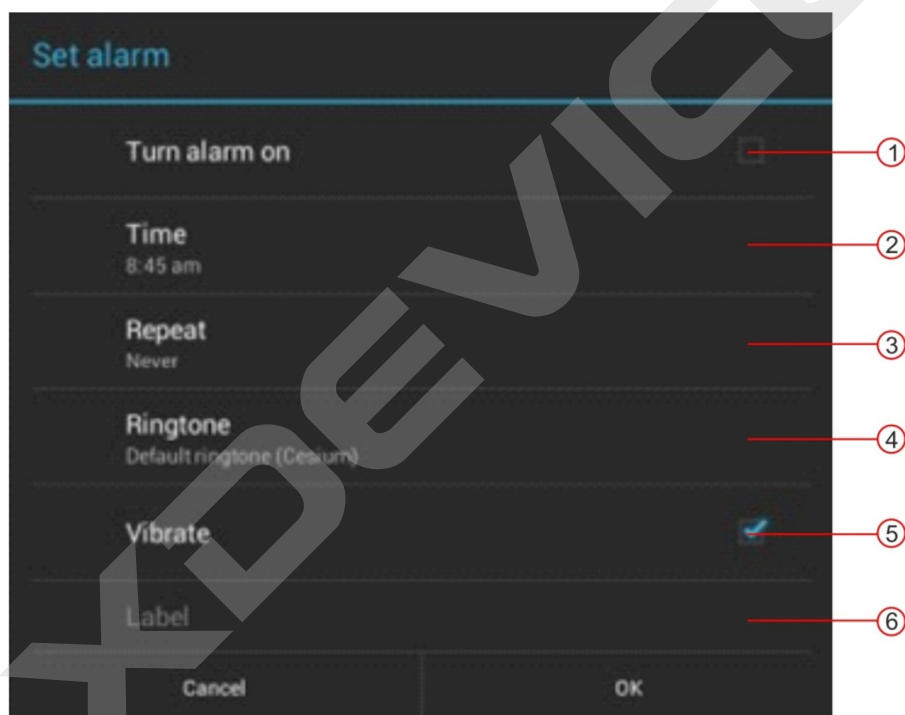 Set alarm
Turn alarm on
1
Time
8:45 am
2
Repeat
Never
3
Ringtone
Default ringtone (Cesium)
4
Vibrate
5
Label
6
Cancel OK
XDEVIC